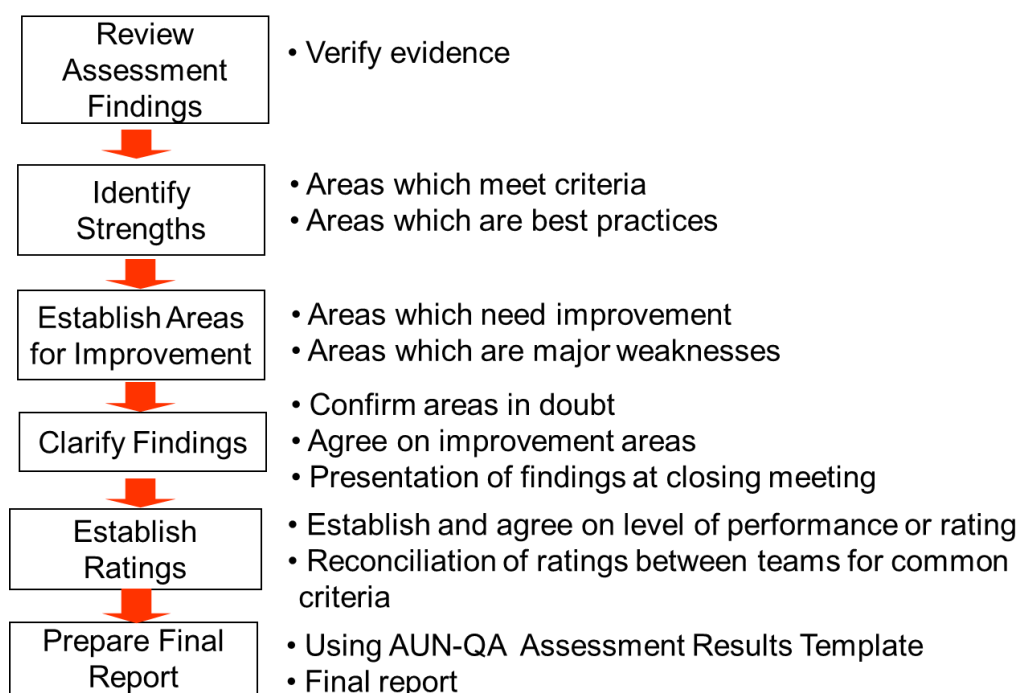 Review
Assessment
Findings
• Verify evidence
Identify
Strengths
• Areas which meet criteria
• Areas which are best practices
Establish Areas
for Improvement
• Areas which need improvement
• Areas which are major weaknesses
Clarify Findings
• Confirm areas in doubt
• Agree on improvement areas
• Presentation of findings at closing meeting
Establish
Ratings
• Establish and agree on level of performance or rating
• Reconciliation of ratings between teams for common
criteria
Prepare Final
Report
• Using AUN-QA Assessment Results Template
• Final report